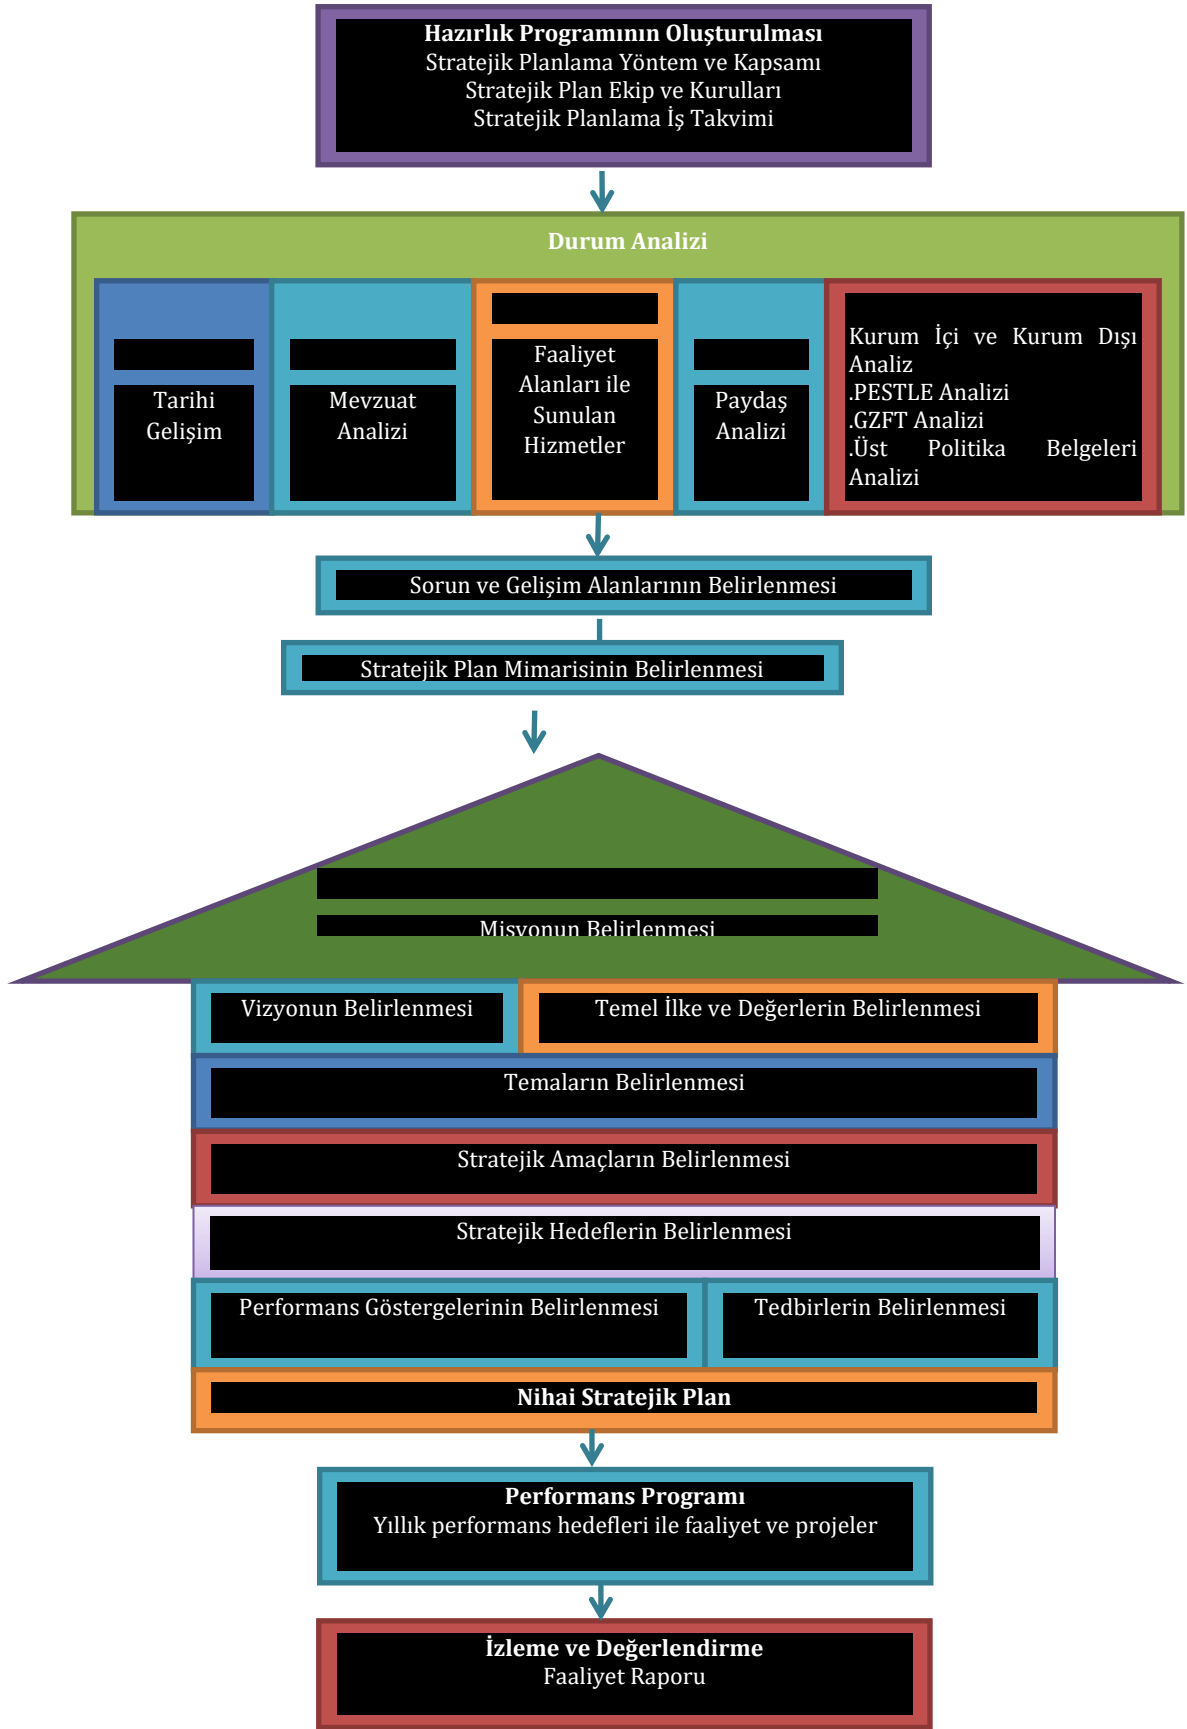 Hazırlık Programının Oluşturulması
Stratejik Planlama Yöntem ve Kapsamı
Stratejik Plan Ekip ve Kurulları
Stratejik Planlama İş Takvimi
Durum Analizi
Tarihi
Gelişim
Mevzuat
Analizi
Faaliyet
Alanları ile
Sunulan
Hizmetler
Paydaş
Analizi
Kurum İçi ve Kurum Dışı
Analiz
.PESTLE Analizi
.GZFT Analizi
.Üst Politika Belgeleri
Analizi
Sorun ve Gelişim Alanlarının Belirlenmesi
Stratejik Plan Mimarisinin Belirlenmesi
Misyonun Belirlenmesi
Vizyonun Belirlenmesi
Temel İlke ve Değerlerin Belirlenmesi
Temaların Belirlenmesi
Stratejik Amaçların Belirlenmesi
Stratejik Hedeflerin Belirlenmesi
Performans Göstergelerinin Belirlenmesi
Tedbirlerin Belirlenmesi
Nihai Stratejik Plan
Performans Programı
Yıllık performans hedefleri ile faaliyet ve projeler
İzleme ve Değerlendirme
Faaliyet Raporu